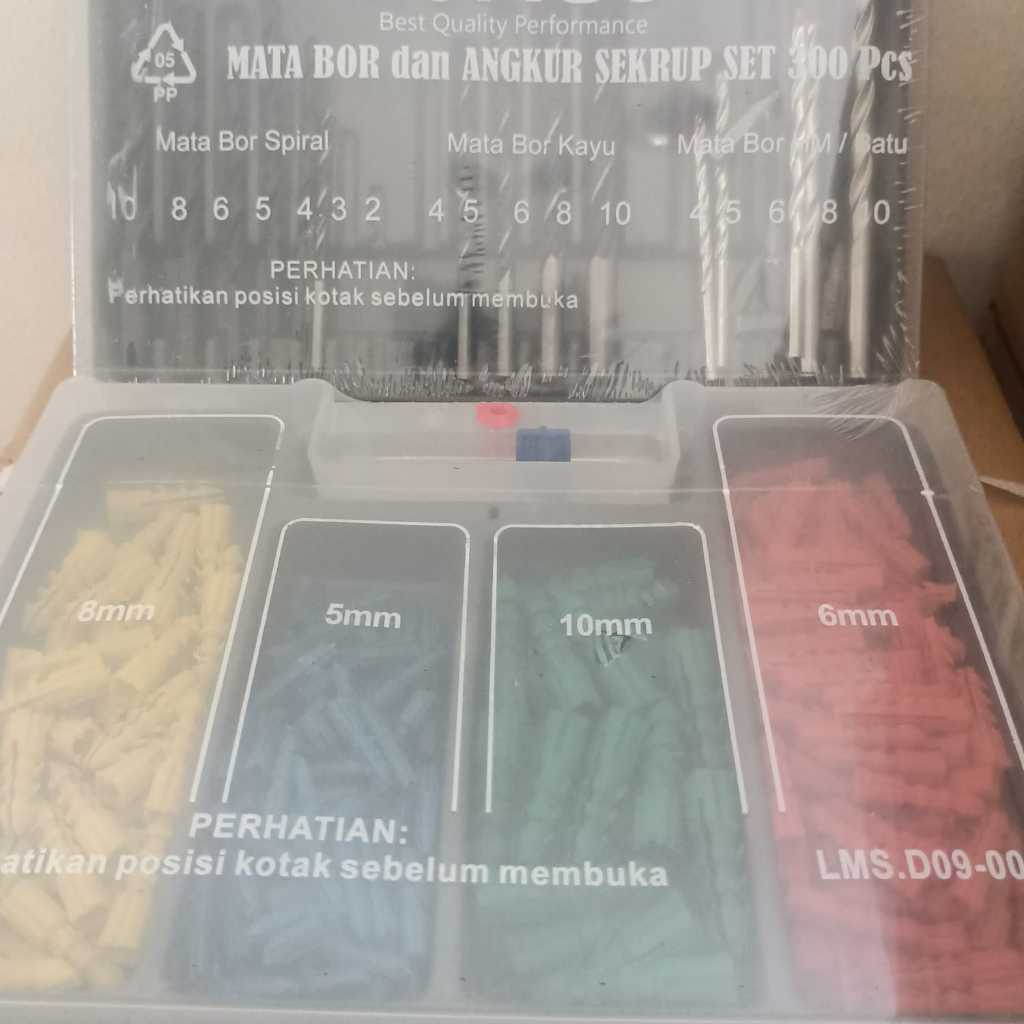 Best Quality Performance
05
PP
MATA BOR dan ANGKUR SEKRUP SET 300 Pcs
Mata Bor Spiral
Mata Bor Kayu
Mata Bor HM / Batu
10 8 6 5 4 3 2
4 5 6 8 10
4 5 6 8 10
PERHATIAN:
Perhatikan posisi kotak sebelum membuka
8mm
5mm
10mm
6mm
PERHATIAN:
atikan posisi kotak sebelum membuka
LMS.D09-00